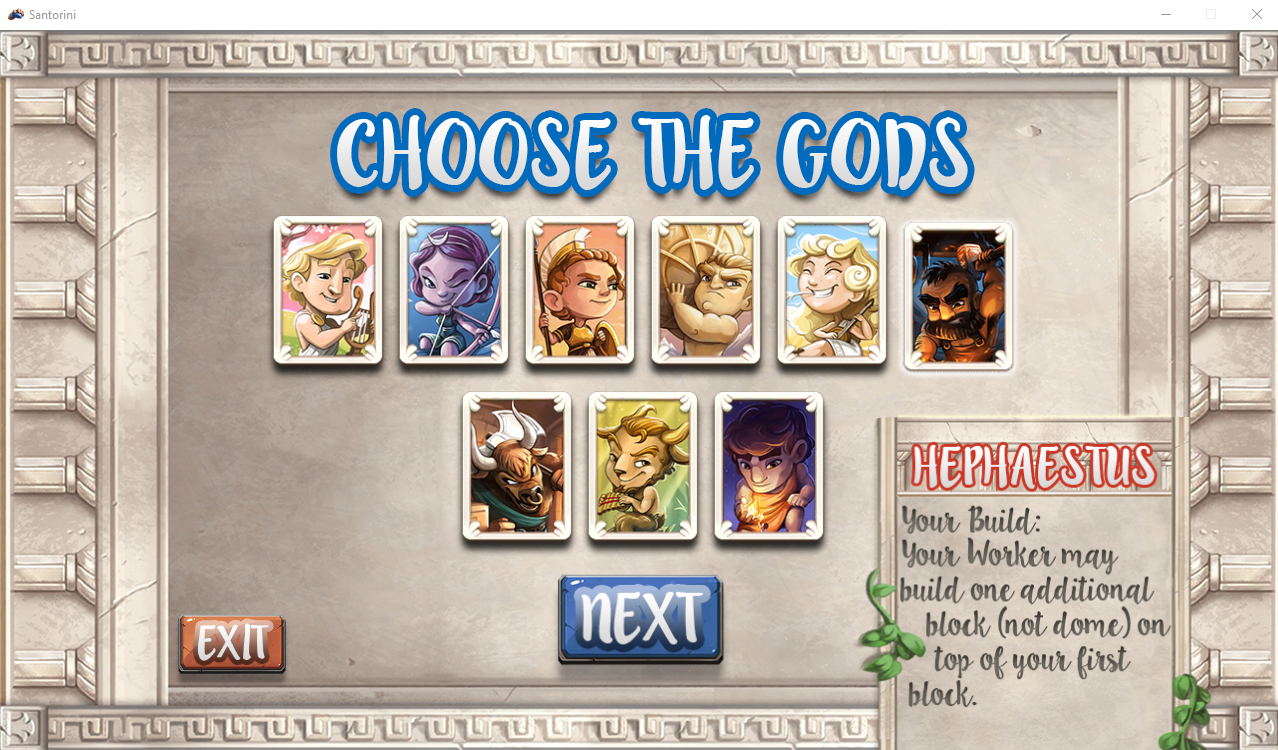 Santorini
CHOOSE THE GODS
HEPHAESTUS
Your Build:
Your Worker may
build one additional
block (not dome) on
top of your first
block.
NEXT
EXIT